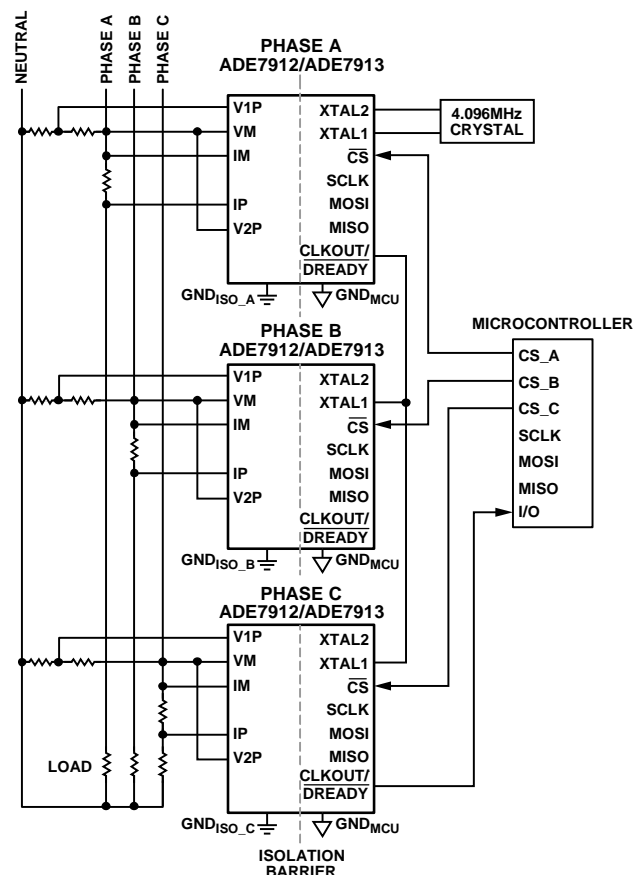 NEUTRAL
PHASE A
PHASE B
PHASE C
PHASE A
ADE7912/ADE7913
V1P
VM
IM
IP
V2P
XTAL2
XTAL1
CS
SCLK
MOSI
MISO
CLKOUT/
DREADY
4.096MHz
CRYSTAL
GNDISO_A
GNDMCU
PHASE B
ADE7912/ADE7913
V1P
VM
IM
IP
V2P
XTAL2
XTAL1
CS
SCLK
MOSI
MISO
CLKOUT/
DREADY
GNDISO_B
GNDMCU
MICROCONTROLLER
CS_A
CS_B
CS_C
SCLK
MOSI
MISO
I/O
PHASE C
ADE7912/ADE7913
V1P
VM
IM
IP
V2P
XTAL2
XTAL1
CS
SCLK
MOSI
MISO
CLKOUT/
DREADY
LOAD
GNDISO_C
GNDMCU
ISOLATION
BARRIER